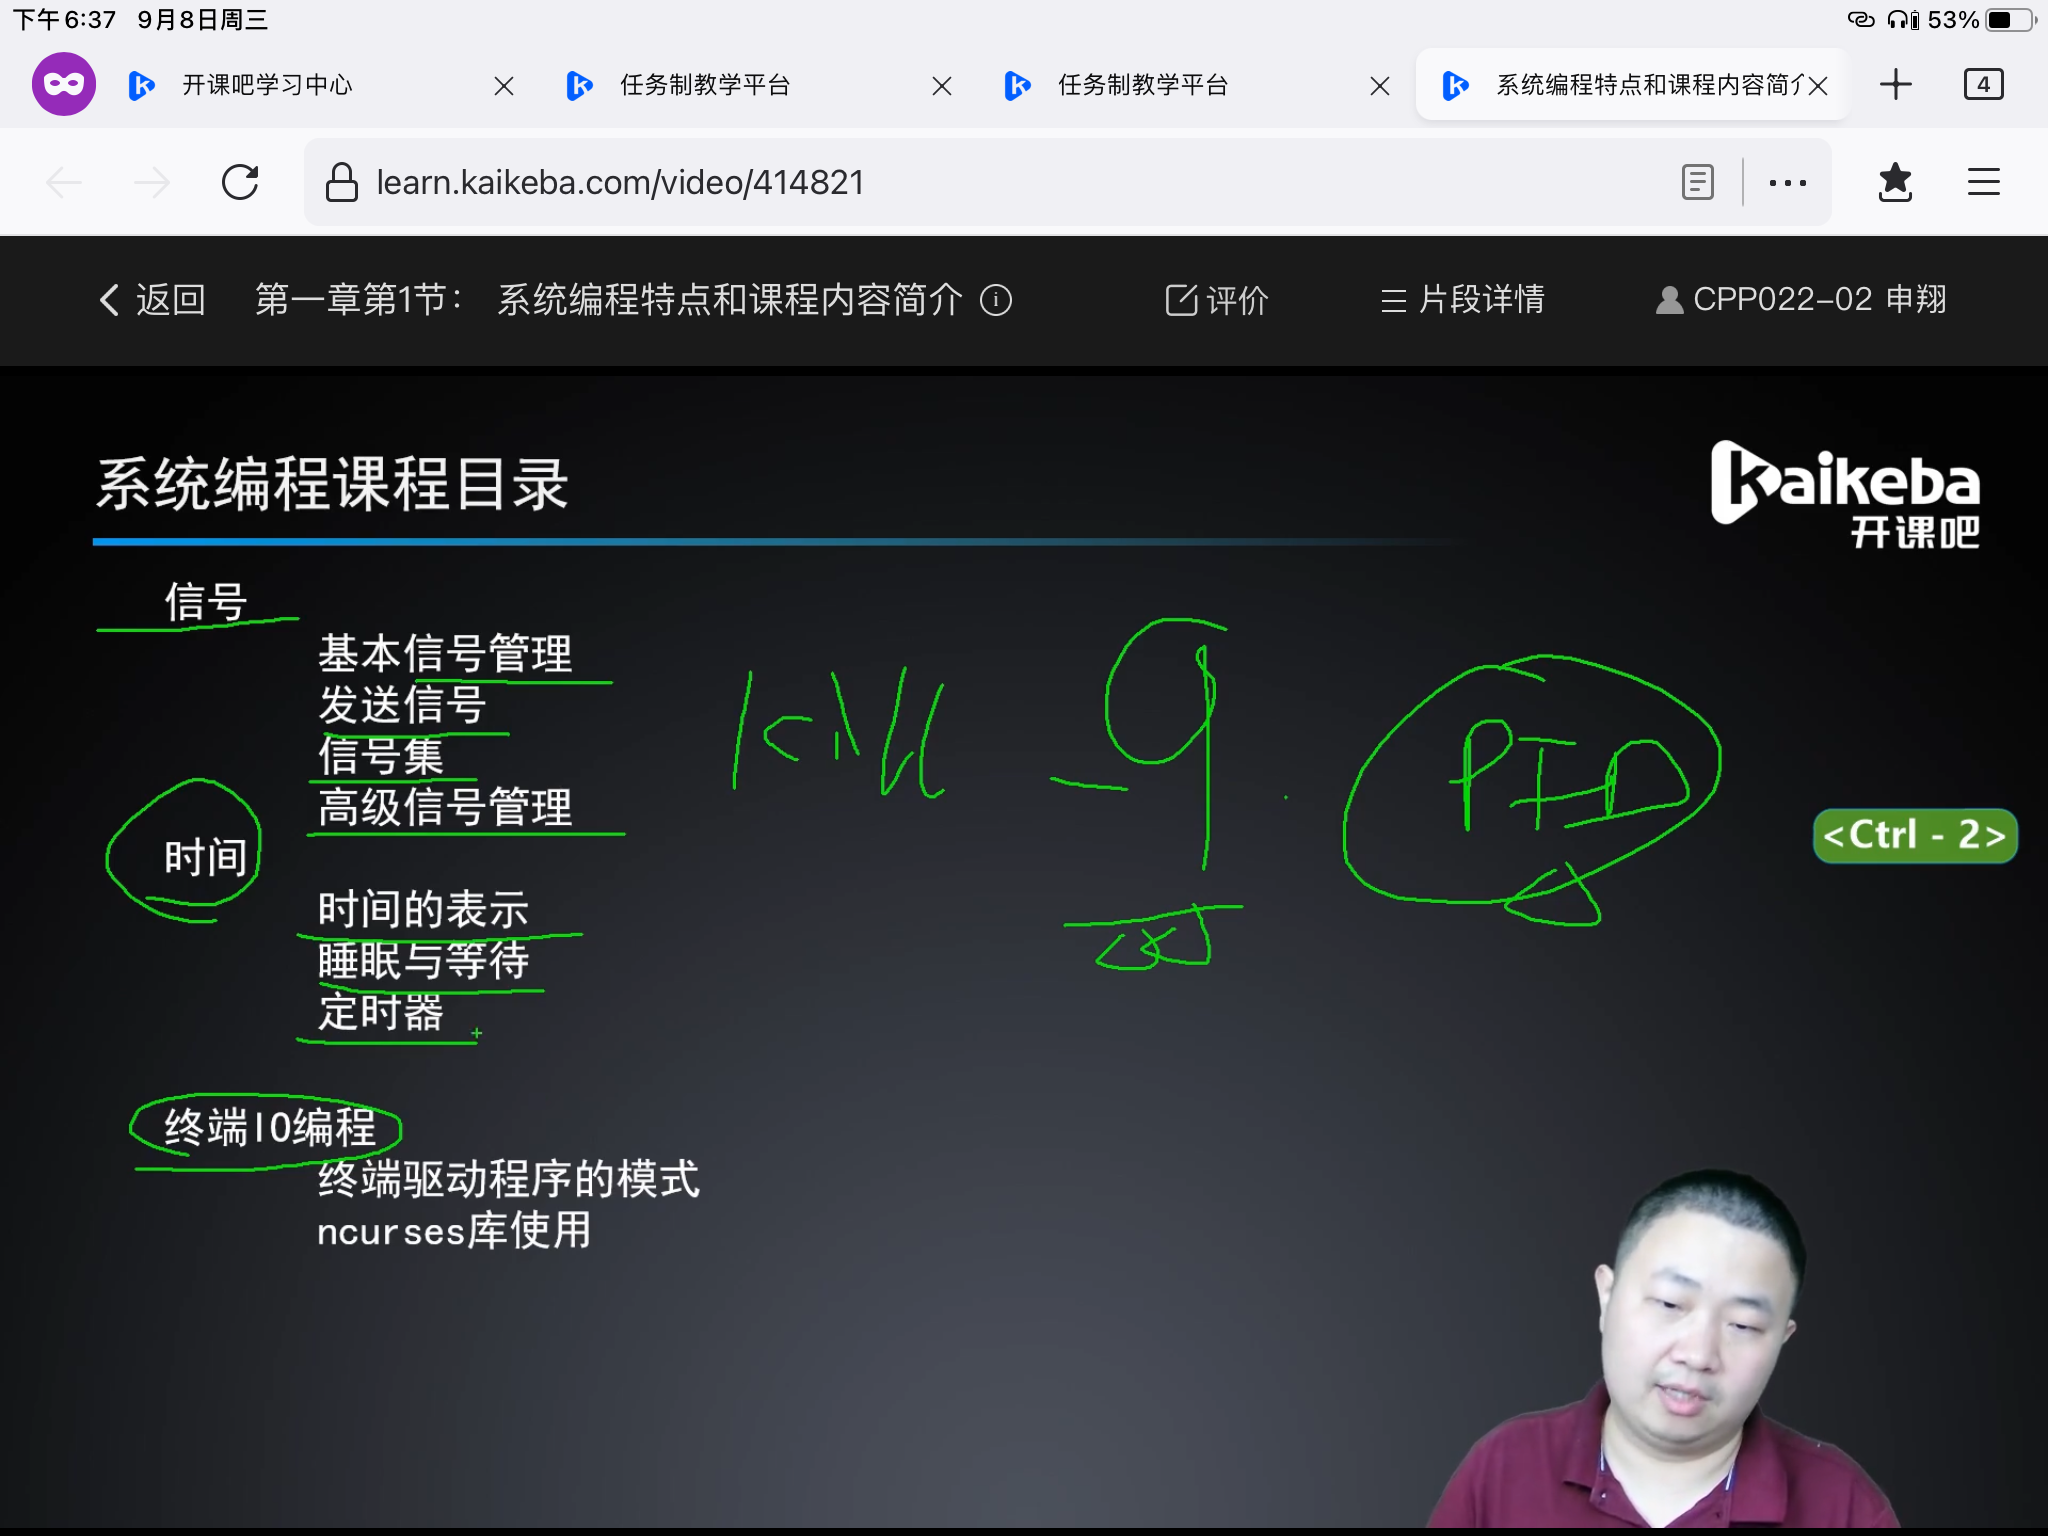 下午6:37 9月8日周三 53%
开课吧学习中心 任务制教学平台 任务制教学平台 系统编程特点和课程内容简介 4
learn.kaikeba.com/video/414821
返回 第一章第1节： 系统编程特点和课程内容简介 评价 片段详情 CPP022-02 申翔
系统编程课程目录
Kaikeba
开课吧
信号
基本信号管理
发送信号
信号集
高级信号管理
kill -9 PID
<Ctrl - 2>
时间
时间的表示
睡眠与等待
定时器
终端IO编程
终端驱动程序的模式
ncurses库使用